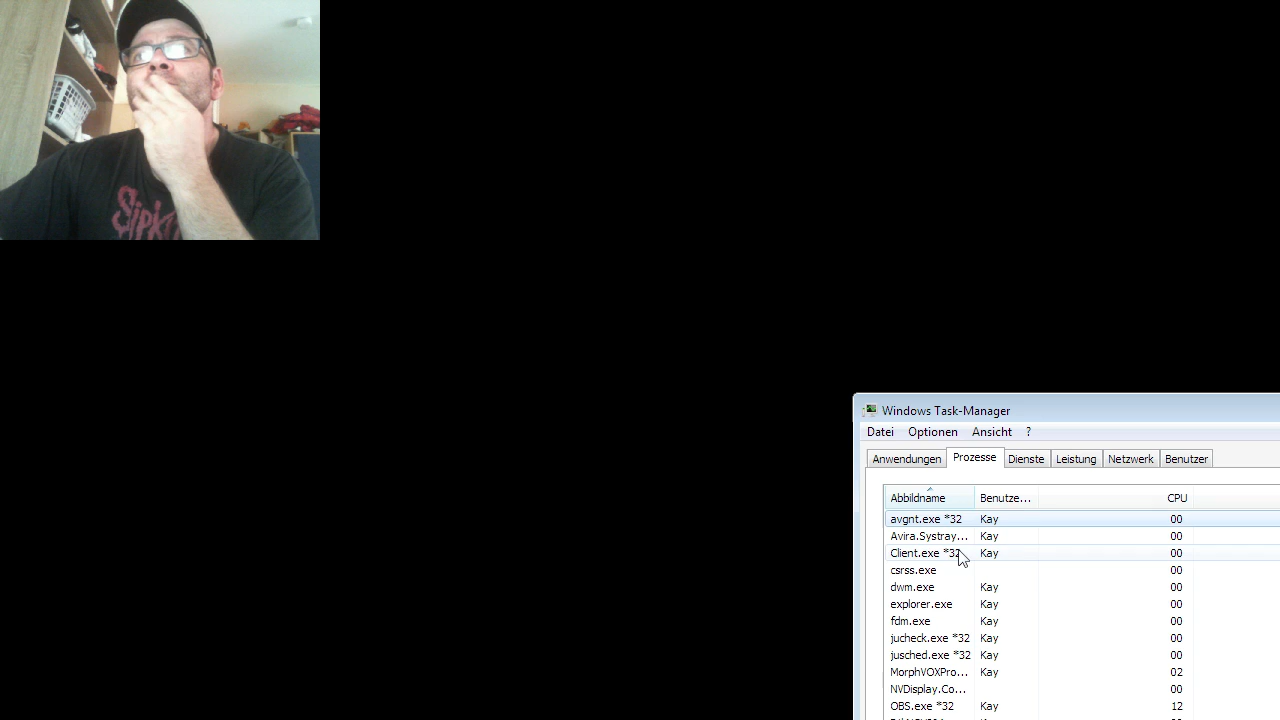 Slipk
Windows Task-Manager
Datei Optionen Ansicht ?
Anwendungen Prozesse Dienste Leistung Netzwerk Benutzer
Abbildname Benutze... CPU
avgnt.exe *32 Kay 00
Avira.Systray... Kay 00
Client.exe *32 Kay 00
csrss.exe 00
dwm.exe Kay 00
explorer.exe Kay 00
fdm.exe Kay 00
jucheck.exe *32 Kay 00
jusched.exe *32 Kay 00
MorphVOXPro... Kay 02
NVDisplay.Co... 00
OBS.exe *32 Kay 12